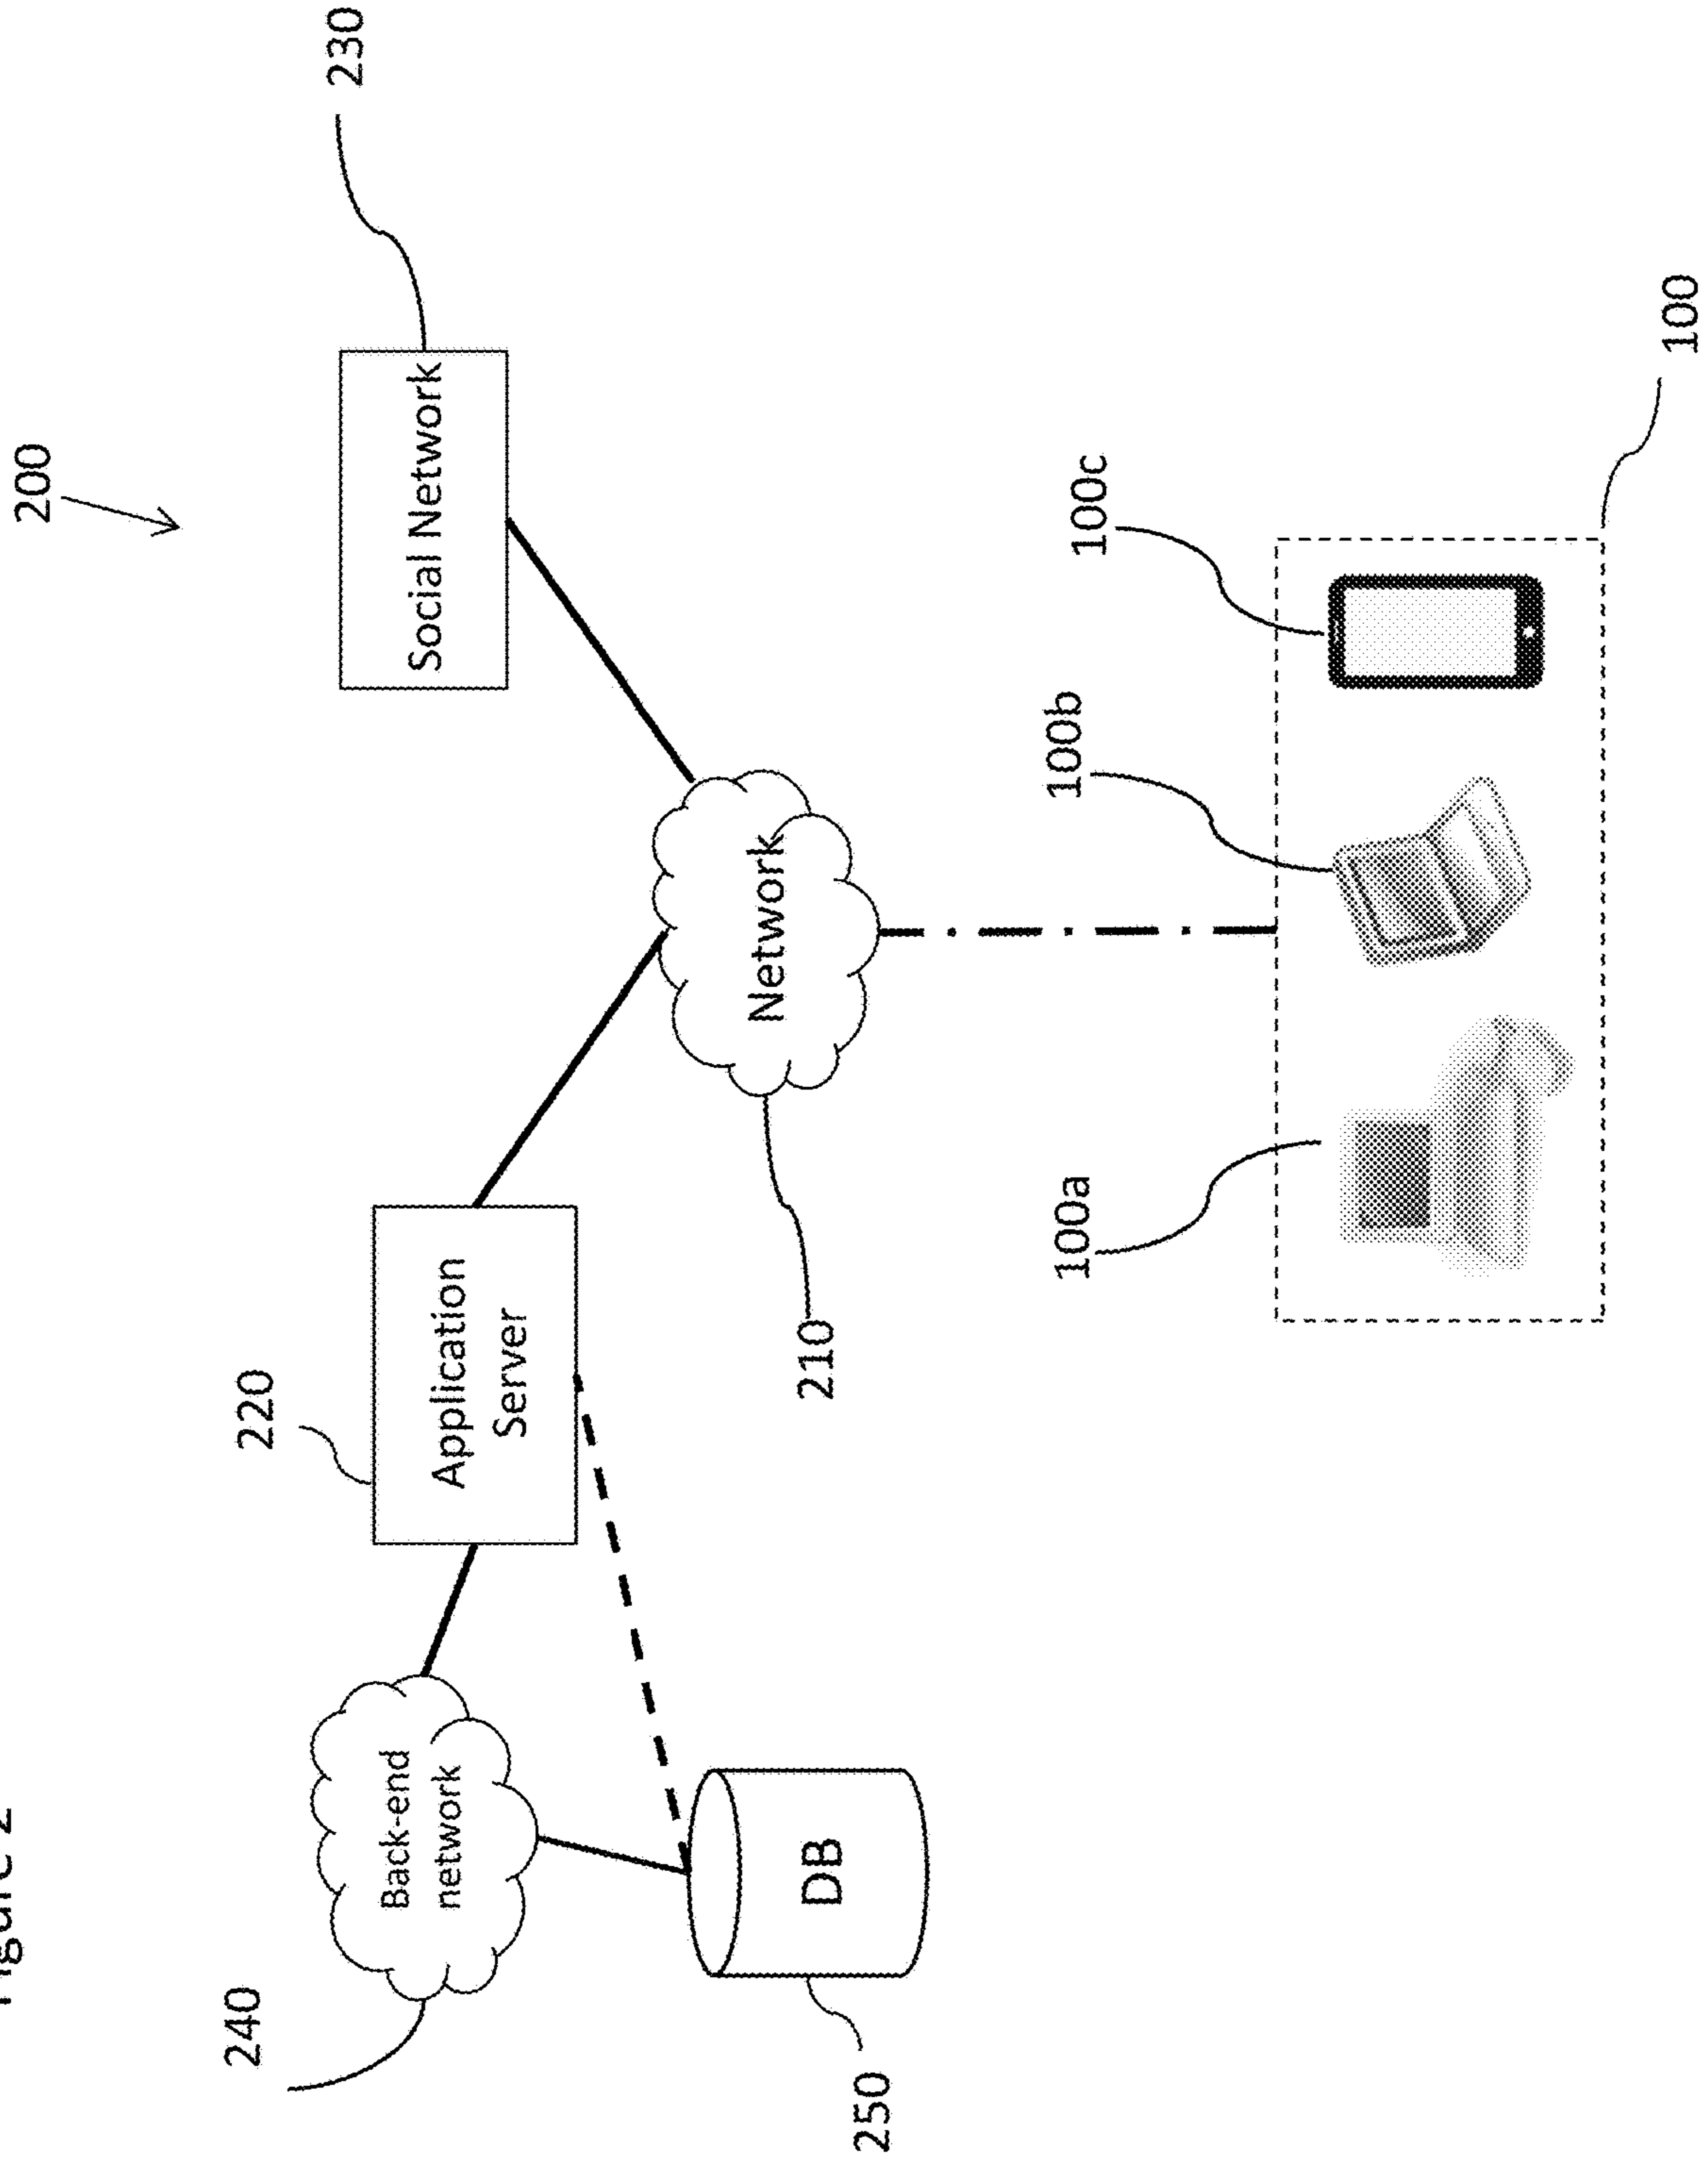 Figure 2
200
230
Social Network
220
Application
Server
240
Back-end
network
Network
210
DB
250
100a
100b
100c
100